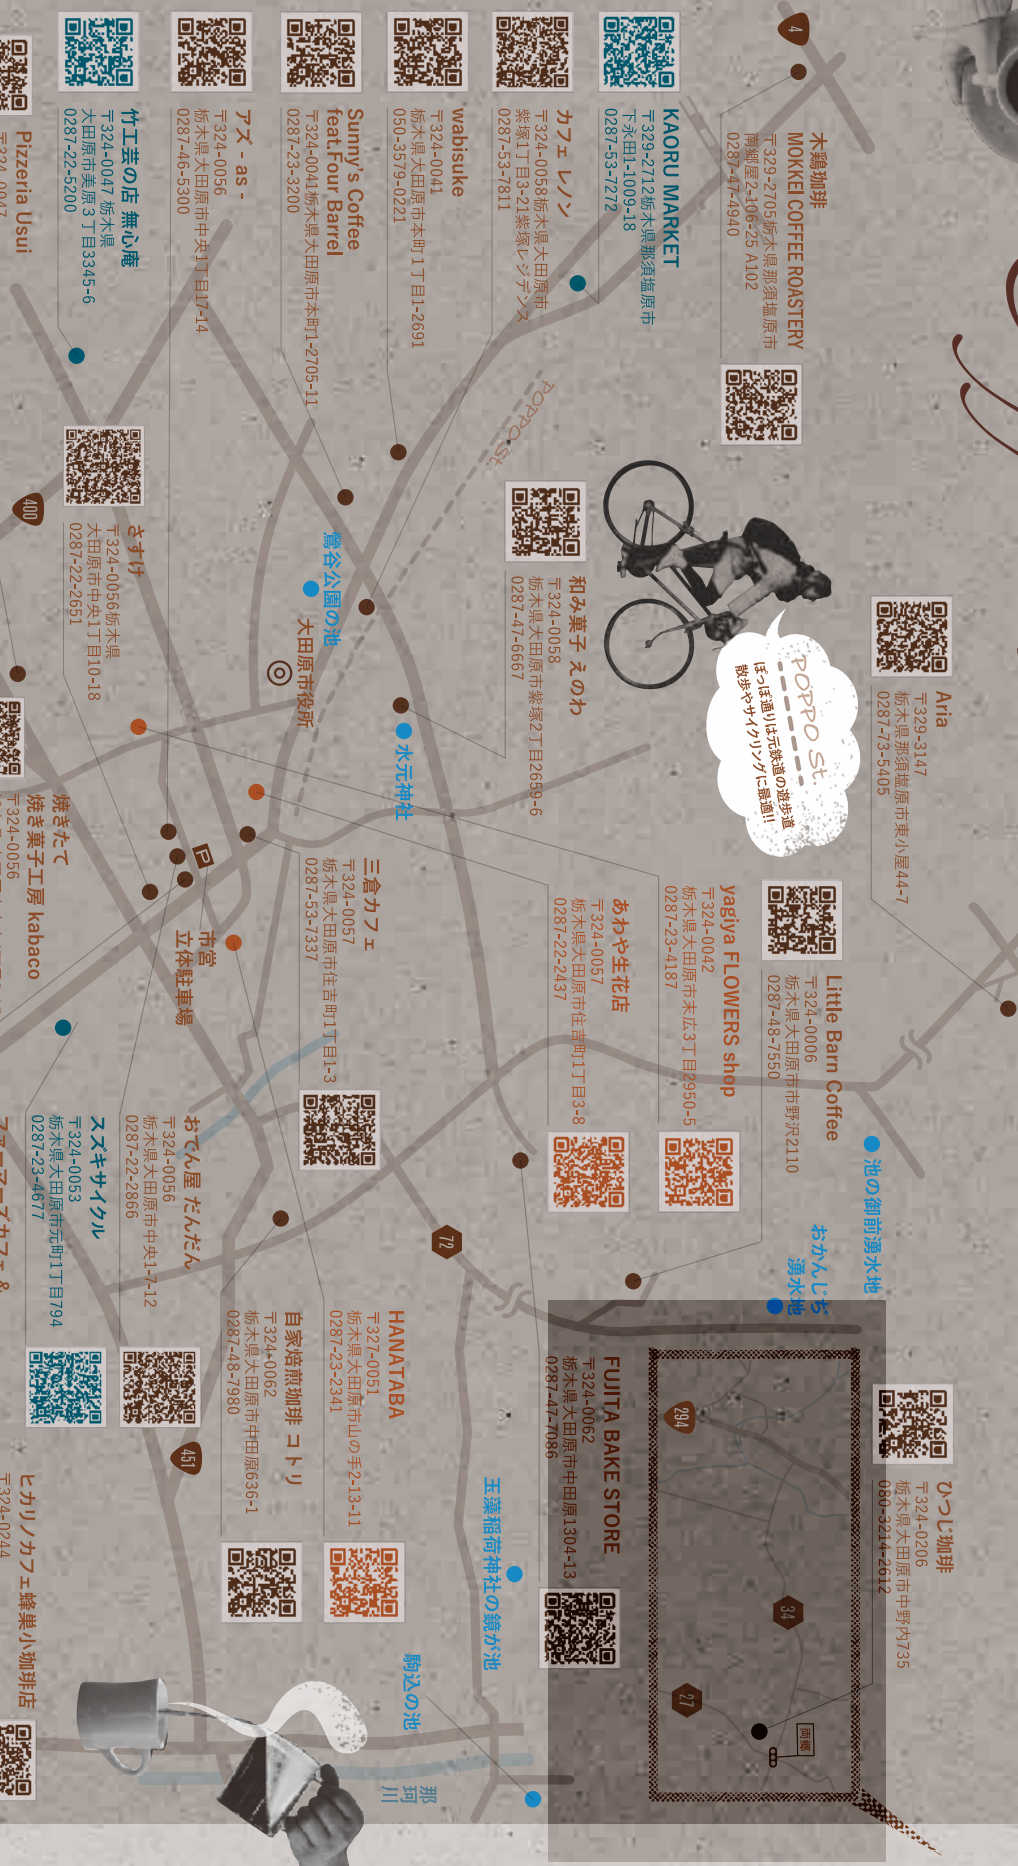 4
木鶏珈琲
MOKKEI COFFEE ROASTERY
〒329-2705栃木県那須塩原市
南郷屋2-106-25 A102
0287-47-4940
KAORU MARKET
〒329-2712栃木県那須塩原市
下永田1-1009-18
0287-53-7272
カフェ レノン
〒324-0058栃木県大田原市
紫塚1丁目3-21紫塚レジデンス
0287-53-7811
wabisuke
〒324-0041
栃木県大田原市本町1丁目1-2691
050-3579-0221
Sunny's Coffee
feat.Four Barrel
〒324-0041栃木県大田原市本町1-2705-11
0287-23-3200
アズ - as -
〒324-0056
栃木県大田原市中央1丁目17-14
0287-46-5300
竹工芸の店 無心庵
〒324-0047 栃木県
大田原市美原3丁目3345-6
0287-22-5200
Pizzeria Usui
〒324-0047
POPPO St.
400
さすけ
〒324-0056栃木県
大田原市中央1丁目10-18
0287-22-2651
鶯谷公園の池
大田原市役所
和み菓子 えのわ
〒324-0058
栃木県大田原市紫塚2丁目2659-6
0287-47-6667
水元神社
POPPO St.
ぽっぽ通りは元鉄道の遊歩道
散歩やサイクリングに最適!!
Aria
〒329-3147
栃木県那須塩原市東小屋44-7
0287-73-5405
焼きたて
焼き菓子工房 kabaco
〒324-0056
P
市営
立体駐車場
三倉カフェ
〒324-0057
栃木県大田原市住吉町1丁目1-3
0287-53-7337
あわや生花店
〒324-0057
栃木県大田原市住吉町1丁目3-8
0287-22-2437
yagiya FLOWERS shop
〒324-0042
栃木県大田原市末広3丁目2950-5
0287-23-4187
Little Barn Coffee
〒324-0006
栃木県大田原市市野沢2110
0287-48-7550
池の御前湧水地
おかんじち
湧水地
72
おでん屋 だんだん
〒324-0056
栃木県大田原市中央1-7-12
0287-22-2866
スズキサイクル
〒324-0053
栃木県大田原市元町1丁目794
0287-23-4677
ファーマーズカフェ &
HANATABA
〒327-0051
栃木県大田原市山の手2-13-11
0287-23-2341
自家焙煎珈琲 コトリ
〒324-0062
栃木県大田原市中田原636-1
0287-48-7980
451
FUJITA BAKE STORE
〒324-0062
栃木県大田原市中田原1304-13
0287-47-7086
294
34
27
両郷
ひつじ珈琲
〒324-0206
栃木県大田原市中野内735
080-3214-2612
玉藻稲荷神社の鏡が池
駒込の池
那珂川
ヒカリノカフェ蜂巣小珈琲店
〒324-0244